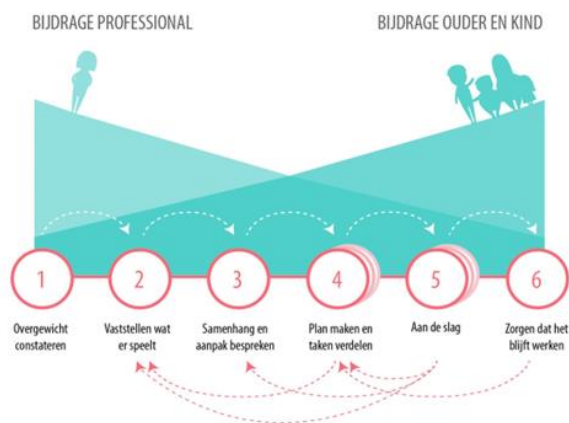 BIJDRAGE PROFESSIONAL
BIJDRAGE OUDER EN KIND
1
2
3
4
5
6
Overgewicht
constateren
Vaststellen wat
er speelt
Samenhang en
aanpak bespreken
Plan maken en
taken verdelen
Aan de slag
Zorgen dat het
blijft werken